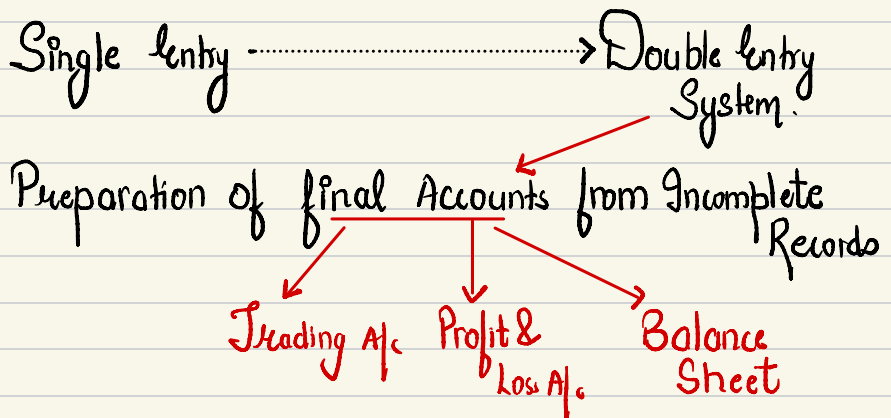 Single Entry Double Entry
System.
Preparation of final Accounts from Incomplete
Records
Trading A/c Profit & Balance
Loss A/c Sheet